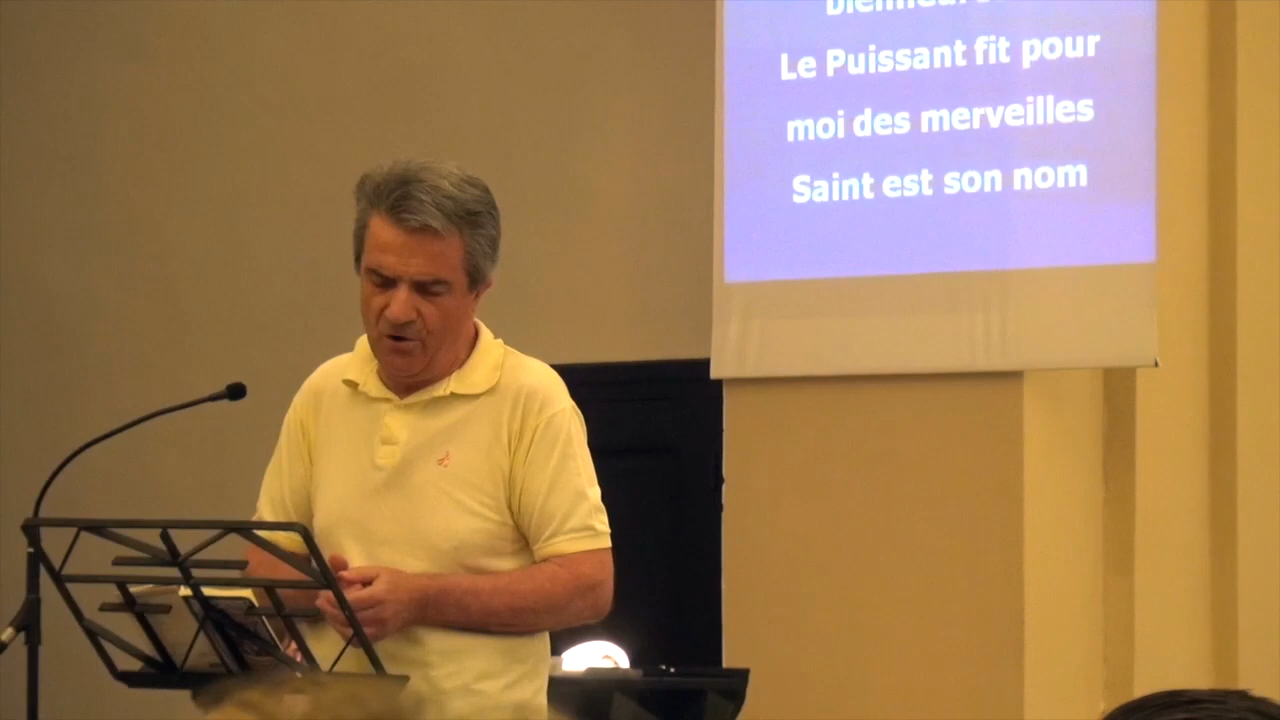 Le Puissant fit pour
moi des merveilles
Saint est son nom